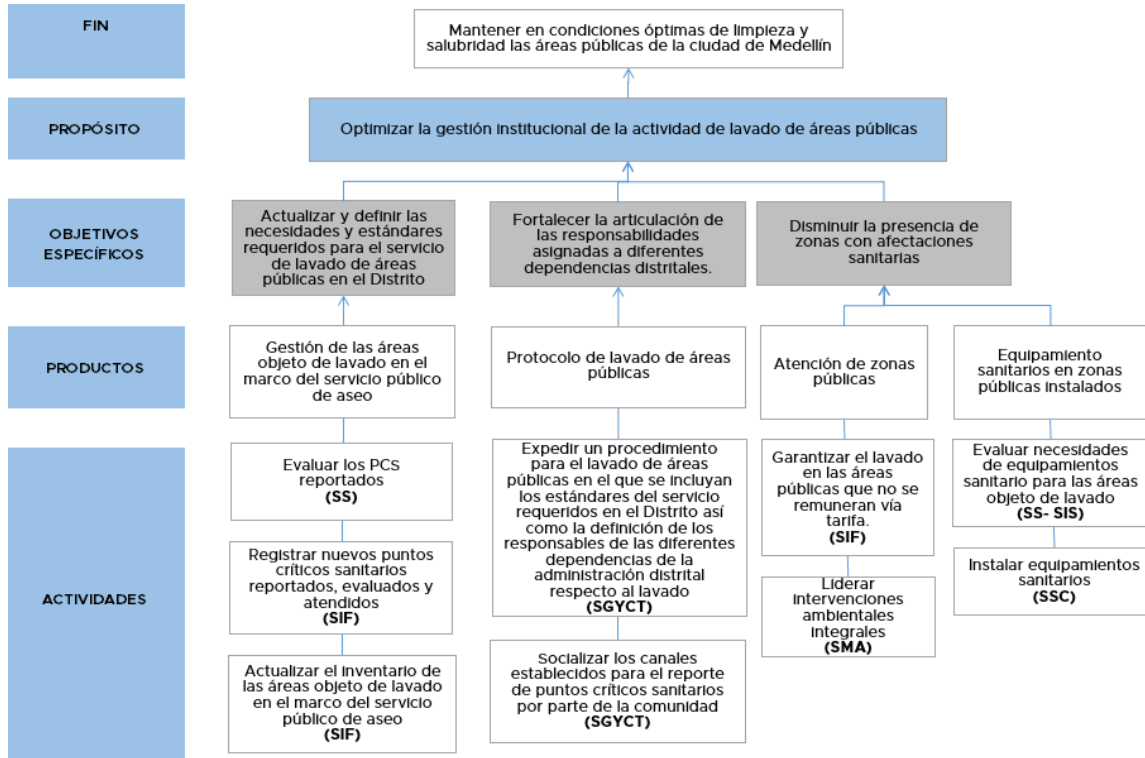 FIN
Mantener en condiciones óptimas de limpieza y
salubridad las áreas públicas de la ciudad de Medellín
PROPÓSITO
Optimizar la gestión institucional de la actividad de lavado de áreas públicas
OBJETIVOS
ESPECÍFICOS
Actualizar y definir las
necesidades y estándares
requeridos para el servicio
de lavado de áreas
públicas en el Distrito
Fortalecer la articulación de
las responsabilidades
asignadas a diferentes
dependencias distritales.
Disminuir la presencia de
zonas con afectaciones
sanitarias
PRODUCTOS
Gestión de las áreas
objeto de lavado en el
marco del servicio público
de aseo
Protocolo de lavado de áreas
públicas
Atención de zonas
públicas
Equipamiento
sanitarios en zonas
públicas instalados
ACTIVIDADES
Evaluar los PCs
reportados
(SS)
Registrar nuevos puntos
críticos sanitarios
reportados, evaluados y
atendidos
(SIF)
Actualizar el inventario de
las áreas objeto de lavado
en el marco del servicio
público de aseo
(SIF)
Expedir un procedimiento
para el lavado de áreas
públicas en el que se incluyan
los estándares del servicio
requeridos en el Distrito así
como la definición de los
responsables de las diferentes
dependencias de la
administración distrital
respecto al lavado
(SGYCT)
Socializar los canales
establecidos para el reporte
de puntos críticos sanitarios
por parte de la comunidad
(SGYCT)
Garantizar el lavado
en las áreas
públicas que no se
remuneran vía
tarifa.
(SIF)
Liderar
intervenciones
ambientales
integrales
(SMA)
Evaluar necesidades
de equipamientos
sanitario para las áreas
objeto de lavado
(SS- SIS)
Instalar equipamientos
sanitarios
(SSC)